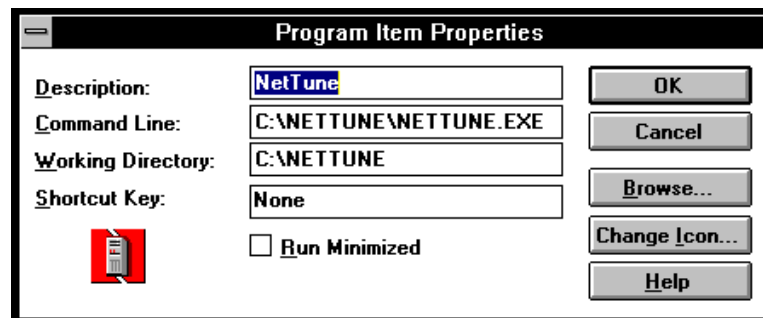 Program Item Properties
Description: NetTune
Command Line: C:\NETTUNE\NETTUNE.EXE
Working Directory: C:\NETTUNE
Shortcut Key: None
Run Minimized
OK
Cancel
Browse...
Change Icon...
Help